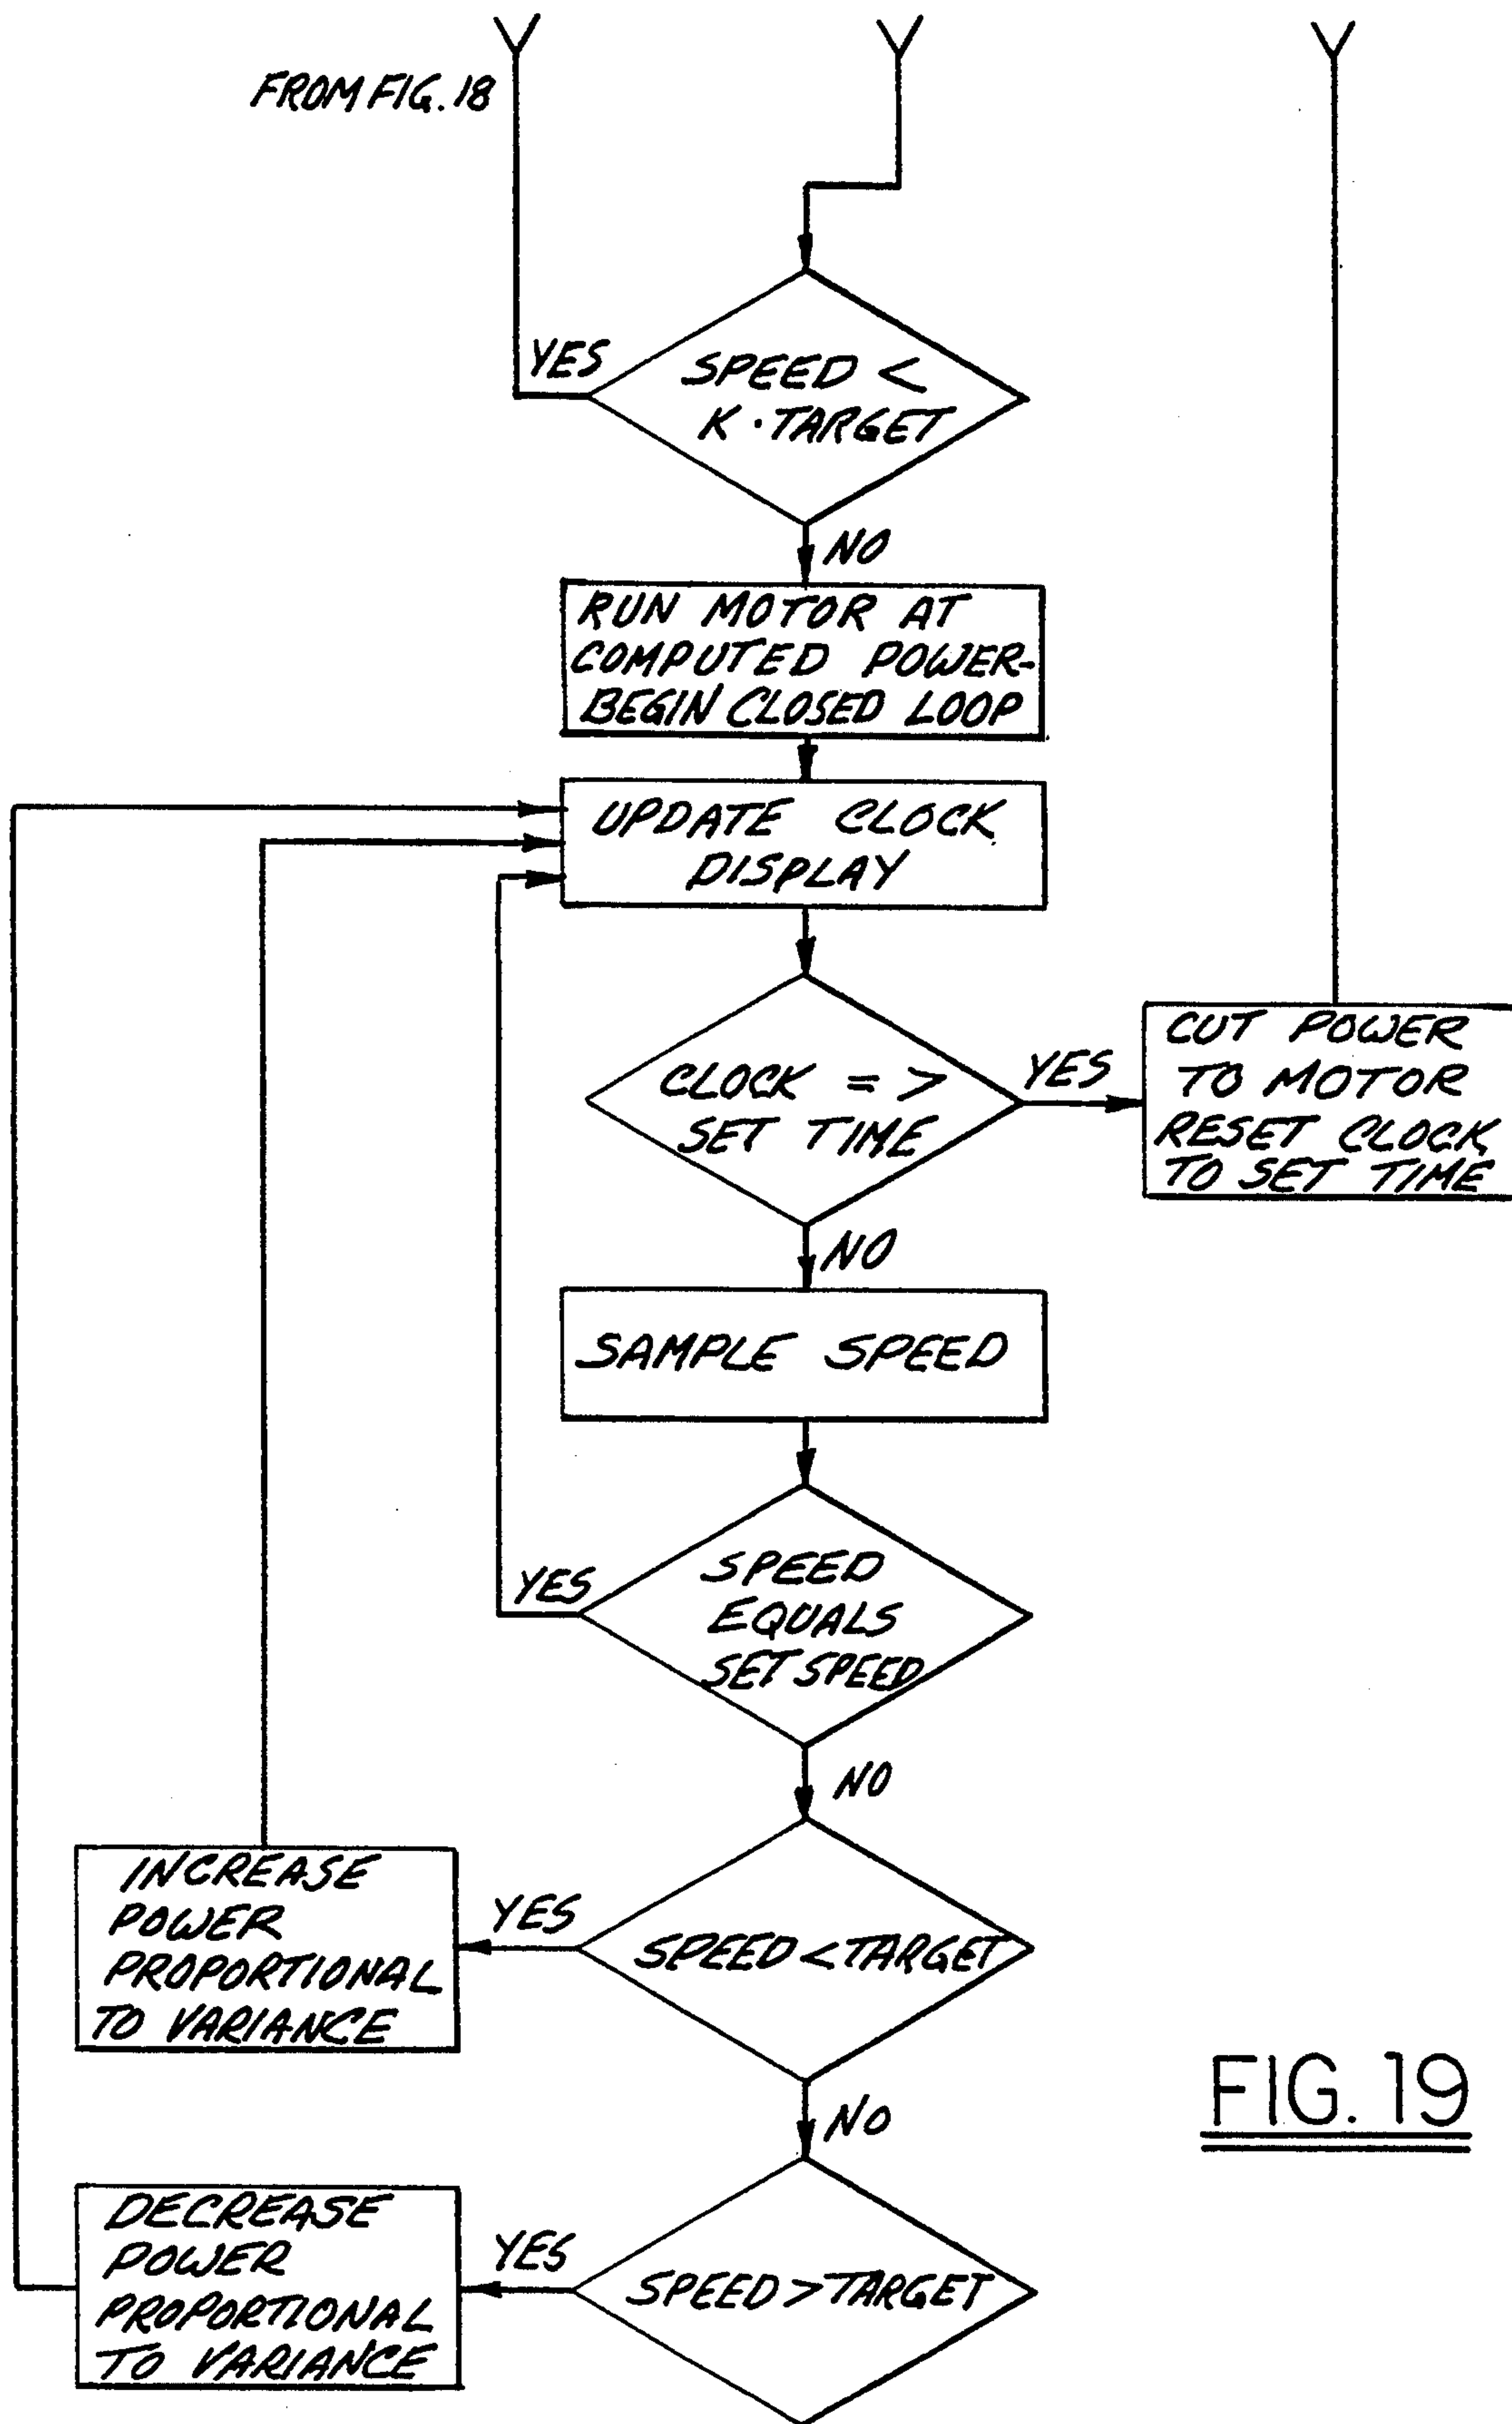 FROM FIG. 18
YES
SPEED <
K · TARGET
NO
RUN MOTOR AT
COMPUTED POWER-
BEGIN CLOSED LOOP
UPDATE CLOCK
DISPLAY
CLOCK = >
SET TIME
YES
CUT POWER
TO MOTOR
RESET CLOCK
TO SET TIME
NO
SAMPLE SPEED
YES
SPEED
EQUALS
SET SPEED
NO
INCREASE
POWER
PROPORTIONAL
TO VARIANCE
YES
SPEED < TARGET
NO
DECREASE
POWER
PROPORTIONAL
TO VARIANCE
YES
SPEED > TARGET
FIG. 19